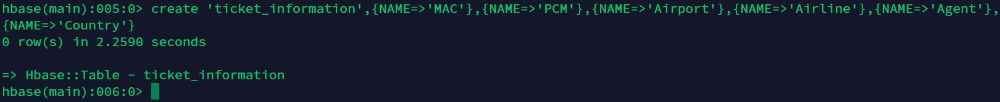 hbase(main):005:0> create 'ticket_information',{NAME=>'MAC'},{NAME=>'PCM'},{NAME=>'Airport'},{NAME=>'Airline'},{NAME=>'Agent'},
{NAME=>'Country'}
0 row(s) in 2.2590 seconds
=> Hbase::Table - ticket_information
hbase(main):006:0>